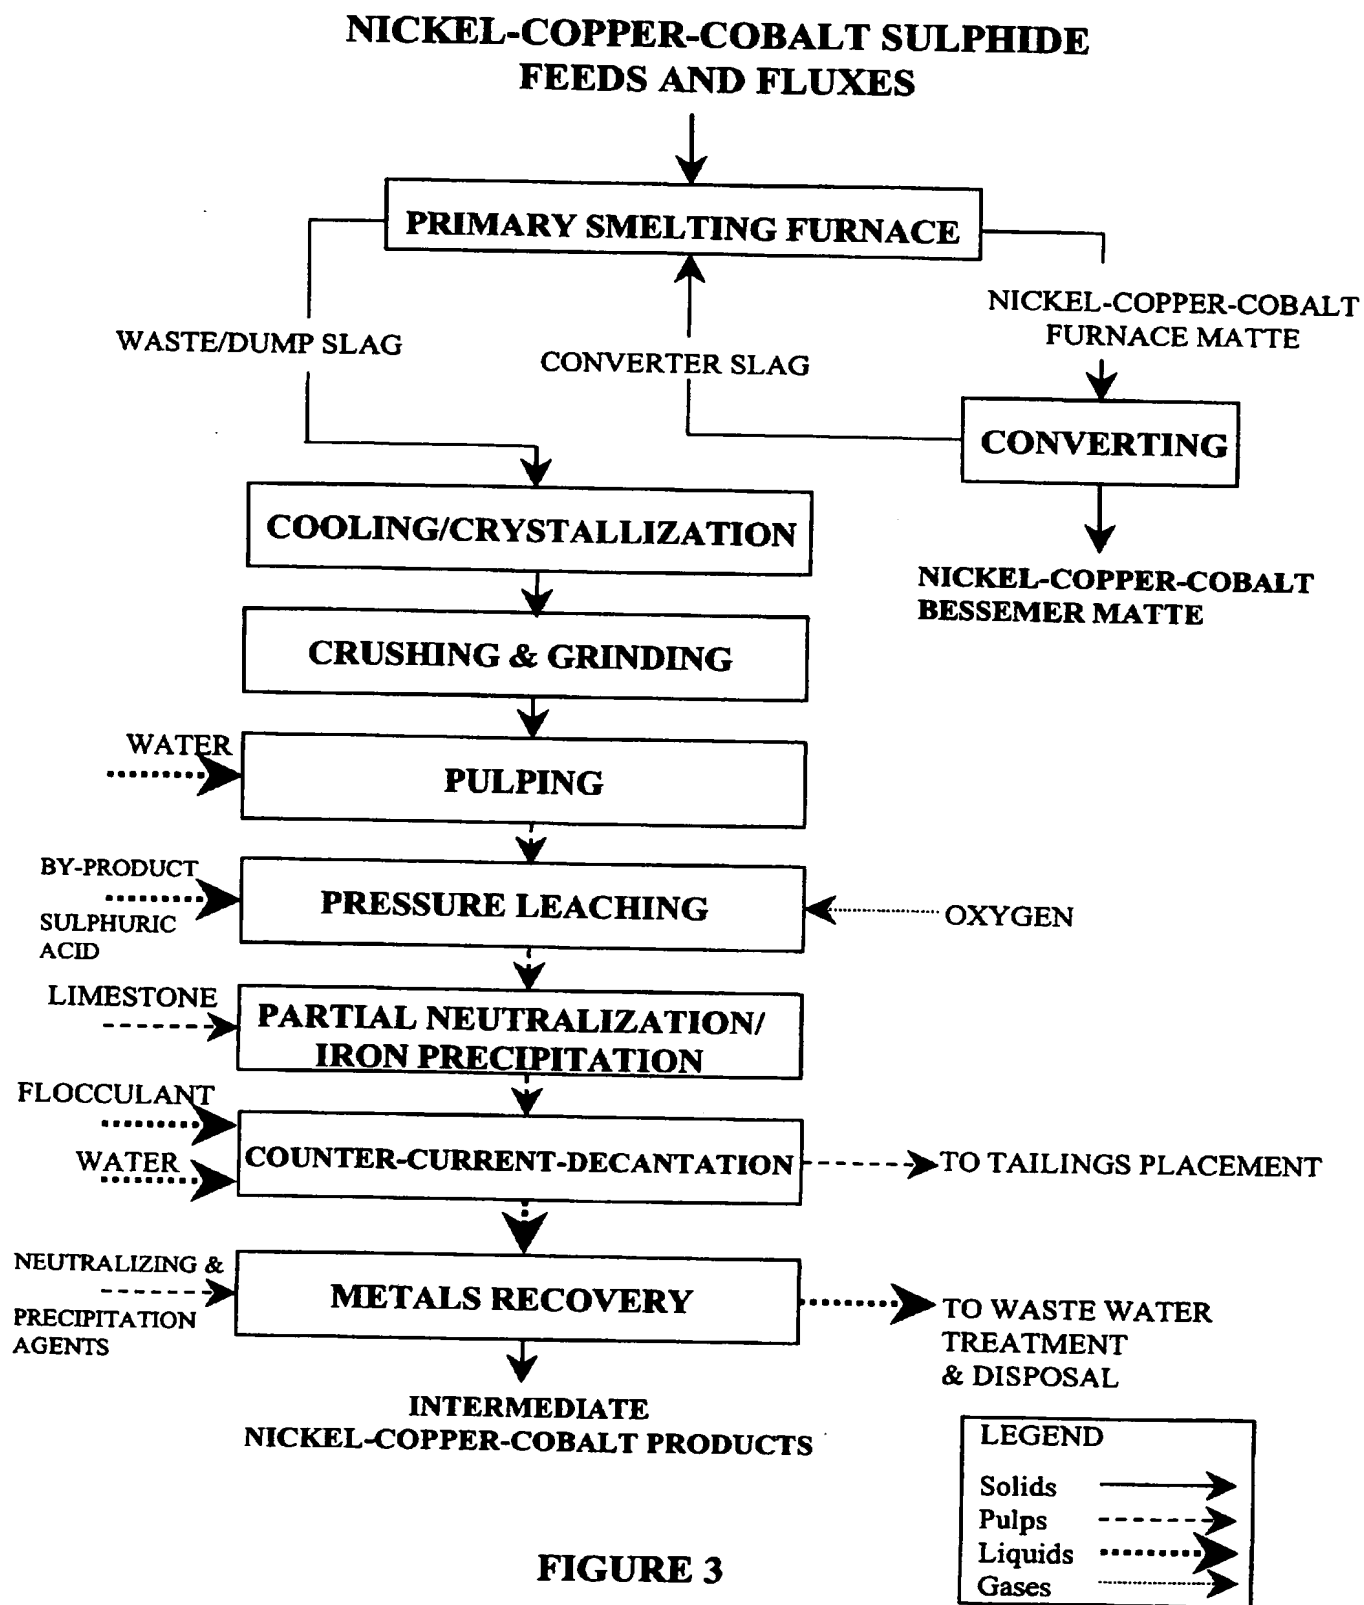 NICKEL-COPPER-COBALT SULPHIDE
FEEDS AND FLUXES
PRIMARY SMELTING FURNACE
NICKEL-COPPER-COBALT
FURNACE MATTE
WASTE/DUMP SLAG
CONVERTER SLAG
CONVERTING
COOLING/CRYSTALLIZATION
NICKEL-COPPER-COBALT
BESSEMER MATTE
CRUSHING & GRINDING
WATER
PULPING
BY-PRODUCT
SULPHURIC
ACID
PRESSURE LEACHING
OXYGEN
LIMESTONE
PARTIAL NEUTRALIZATION/
IRON PRECIPITATION
FLOCCULANT
WATER
COUNTER-CURRENT-DECANTATION
TO TAILINGS PLACEMENT
NEUTRALIZING &
PRECIPITATION
AGENTS
METALS RECOVERY
TO WASTE WATER
TREATMENT
& DISPOSAL
INTERMEDIATE
NICKEL-COPPER-COBALT PRODUCTS
LEGEND
Solids
Pulps
Liquids
Gases
FIGURE 3